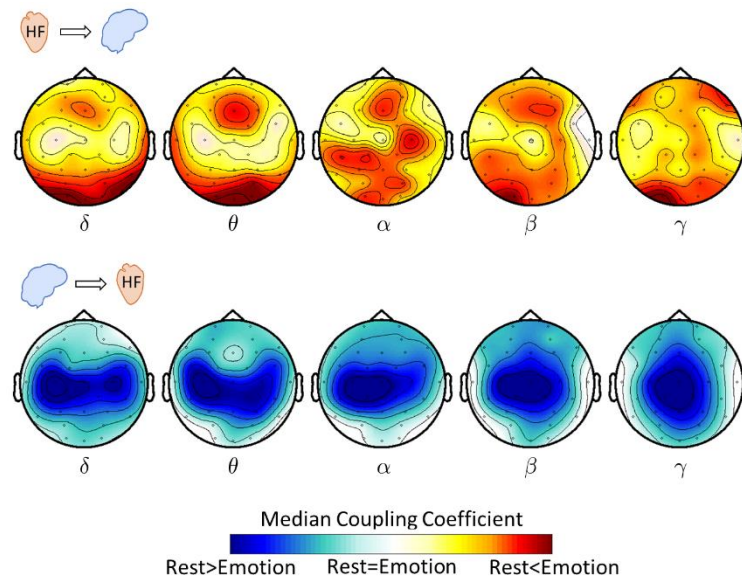 HF
δ θ α β γ
HF
δ θ α β γ
Median Coupling Coefficient
Rest>Emotion Rest=Emotion Rest<Emotion